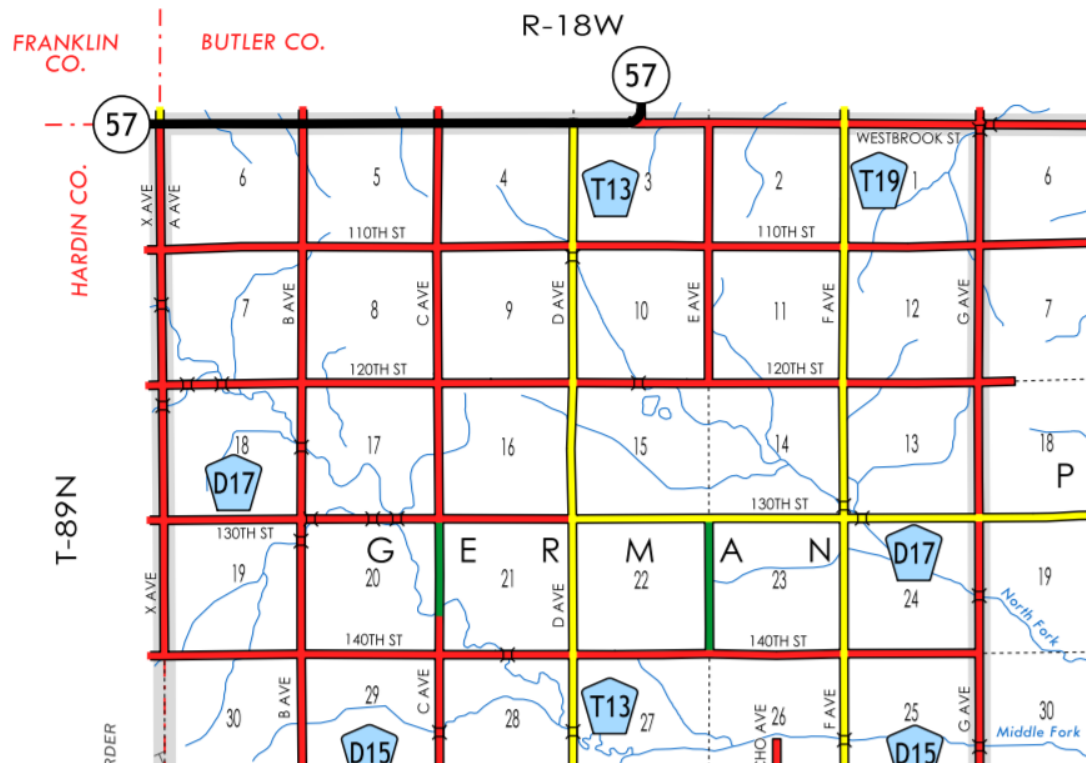 R-18W
FRANKLIN
CO.
BUTLER CO.
57
57
WESTBROOK ST
HARDIN CO.
X AVE
A AVE
6
5
4
T13
3
2
T19
1
6
110TH ST
110TH ST
7
B AVE
8
C AVE
9
D AVE
10
E AVE
11
F AVE
12
G AVE
7
120TH ST
120TH ST
18
D17
17
16
15
14
13
18
P
T-89N
130TH ST
130TH ST
GERMAN
D17
X AVE
19
20
21
D AVE
22
23
24
19
North Fork
140TH ST
140TH ST
30
B AVE
29
C AVE
28
T13
27
26
F AVE
25
G AVE
30
D15
D15
Middle Fork